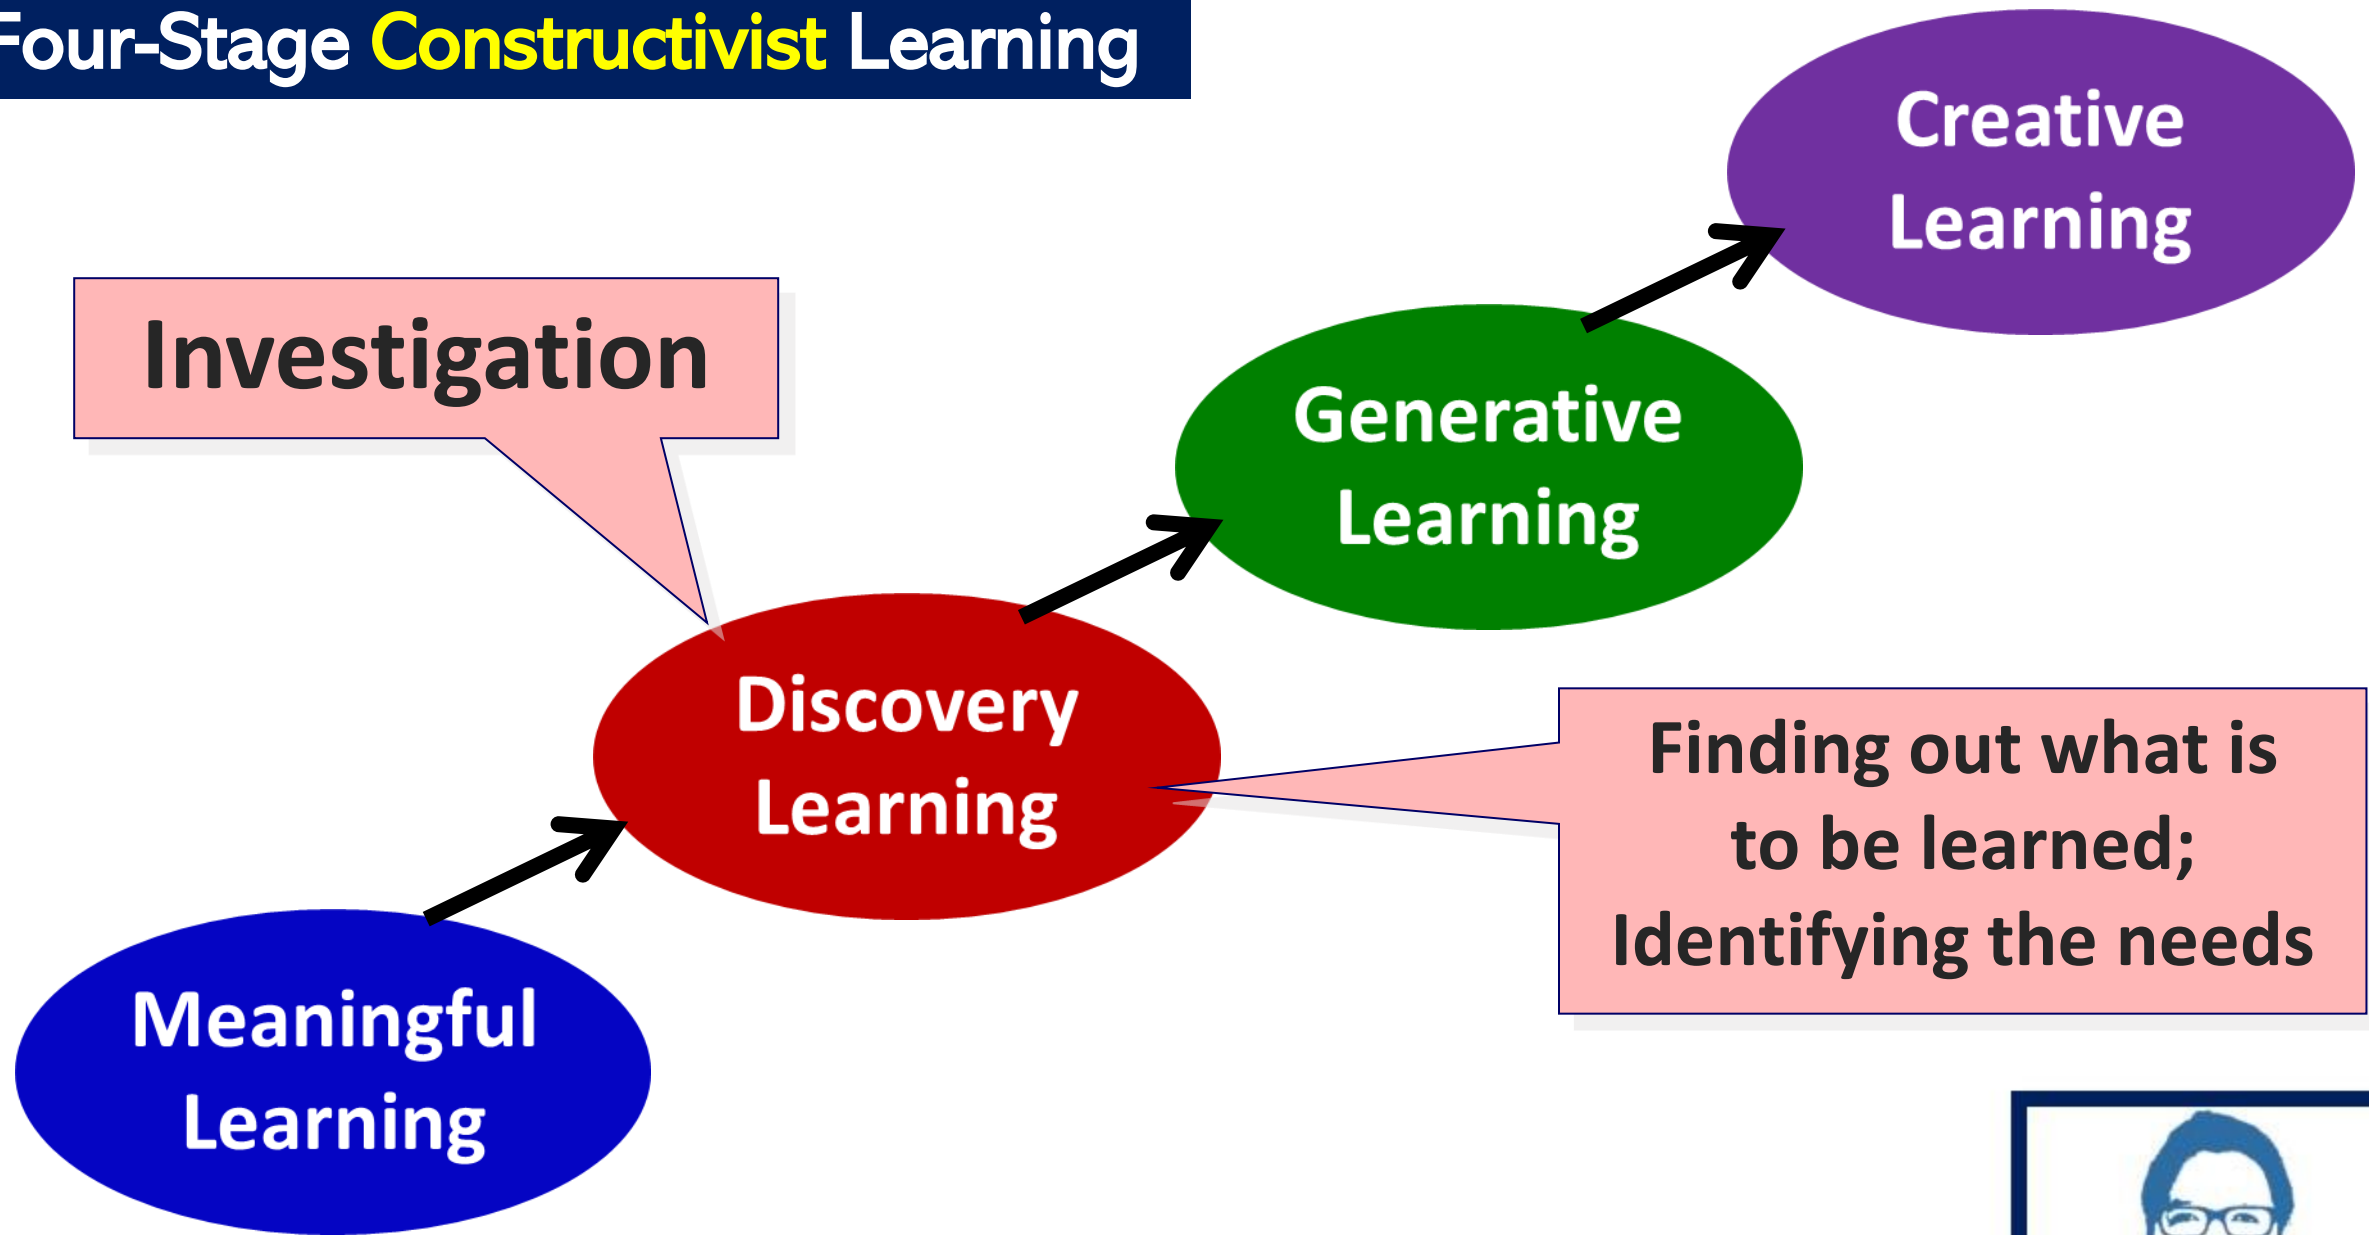 Four-Stage Constructivist Learning
Creative
Learning
Investigation
Generative
Learning
Discovery
Learning
Finding out what is
to be learned;
Identifying the needs
Meaningful
Learning